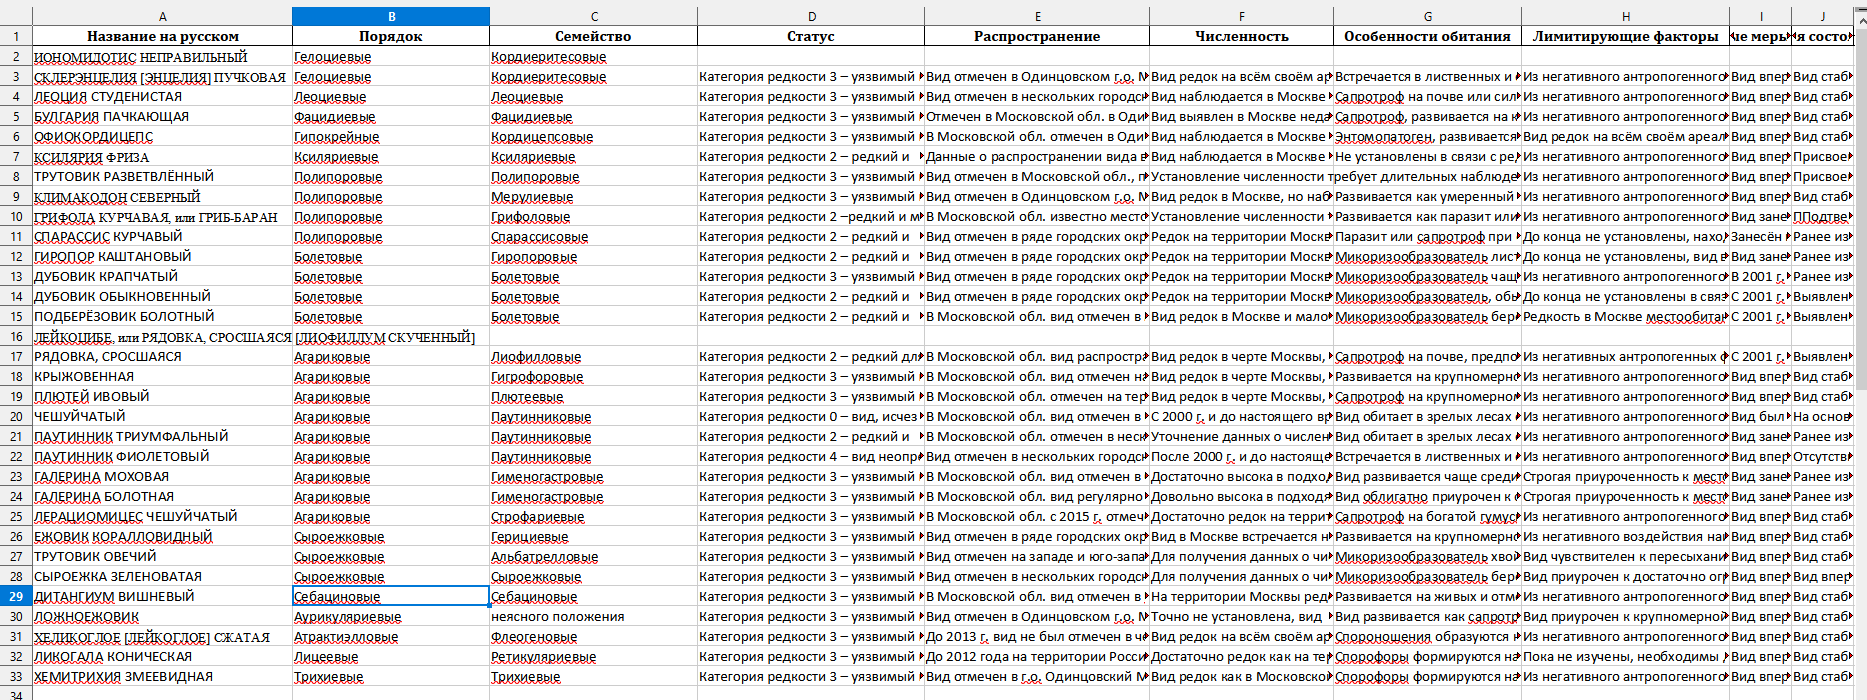 A B C D E F G H I J
1 Название на русском Порядок Семейство Статус Распространение Численность Особенности обитания Лимитирующие факторы че меры я состо
2 ИОНОМИДОТИС НЕПРАВИЛЬНЫЙ Гелоциевые Кордиеритесовые
3 СКЛЕРЭНЦЕЛИЯ [ЭНЦЕЛИЯ] ПУЧКОВАЯ Гелоциевые Кордиеритесовые Категория редкости 3 – уязвимый Вид отмечен в Одинцовском г.о. М Вид редок на всём своём ар Встречается в лиственных и Из негативного антропогенного Вид впер Вид стаб
4 ЛЕОЦИЯ СТУДЕНИСТАЯ Леоциевые Леоциевые Категория редкости 3 – уязвимый Вид отмечен в нескольких городс Вид наблюдается в Москве Сапротроф на почве или сил Из негативного антропогенного Вид впер Вид стаб
5 БУЛГАРИЯ ПАЧКАЮЩАЯ Фацидиевые Фацидиевые Категория редкости 3 – уязвимый Отмечен в Московской обл. в Оди Вид выявлен в Москве неда Сапротроф, развивается на Из негативного антропогенного Вид впер Вид стаб
6 ОФИОКОРДИЦЕПС Гипокрейные Кордицепсовые Категория редкости 3 – уязвимый В Московской обл. отмечен в Оди Вид наблюдается в Москве Энтомопатоген, развивается Вид редок на всём своём ареал Вид впер Вид стаб
7 КСИЛЯРИЯ ФРИЗА Ксиляриевые Ксиляриевые Категория редкости 2 – редкий и Данные о распространении вида Вид наблюдается в Москве Не установлены в связи с ре Из негативного антропогенного Вид впер Присвое
8 ТРУТОВИК РАЗВЕТВЛЁННЫЙ Полипоровые Полипоровые Категория редкости 3 – уязвимый Вид отмечен в Московской обл., п Установление численности требует длительных наблюде Из негативного антропогенного Вид впер Присвое
9 КЛИМАКОДОН СЕВЕРНЫЙ Полипоровые Мерулиевые Категория редкости 3 – уязвимый Вид отмечен в Одинцовском г.о. М Вид редок в Москве, но наб Развивается как умеренный Из негативного антропогенного Вид впер Вид стаб
10 ГРИФОЛА КУРЧАВАЯ, или ГРИБ-БАРАН Полипоровые Грифоловые Категория редкости 2 –редкий и м В Московской обл. известно мест Установление численности Развивается как паразит или Из негативного антропогенного Вид зане ППодтве
11 СПАРАССИС КУРЧАВЫЙ Полипоровые Спарассисовые Категория редкости 2 – редкий и Вид отмечен в ряде городских окр Редок на территории Москв Паразит или сапротроф при До конца не установлены, нахо Занесён Ранее из
12 ГИРОПОР КАШТАНОВЫЙ Болетовые Гиропоровые Категория редкости 2 – редкий и Вид отмечен в ряде городских окр Редок на территории Москв Микоризообразователь лист До конца не установлены, вид Вид впер Ранее из
13 ДУБОВИК КРАПЧАТЫЙ Болетовые Болетовые Категория редкости 3 – уязвимый Вид отмечен в ряде городских окр Редок на территории Москв Микоризообразователь чащ Из негативного антропогенного В 2001 г. Ранее из
14 ДУБОВИК ОБЫКНОВЕННЫЙ Болетовые Болетовые Категория редкости 2 – редкий и Вид отмечен в ряде городских окр Редок на территории Москв Микоризообразователь, обы До конца не установлены в свя С 2001 г. Выявлен
15 ПОДБЕРЁЗОВИК БОЛОТНЫЙ Болетовые Болетовые Категория редкости 2 – редкий и В Московской обл. вид отмечен в Вид редок в Москве и мало Микоризообразователь бер Редкость в Москве местообита С 2001 г. Выявлен
16 ЛЕЙКОЦИБЕ, или РЯДОВКА, СРОСШАЯСЯ [ЛИОФИЛЛУМ СКУЧЕННЫЙ]
17 РЯДОВКА, СРОСШАЯСЯ Агариковые Лиофилловые Категория редкости 2 – редкий дл В Московской обл. вид распростр Вид редок в черте Москвы, Сапротроф на почве, предпо Из негативных антропогенных С 2001 г. Выявлен
18 КРЫЖОВЕННАЯ Агариковые Гигрофоровые Категория редкости 3 – уязвимый В Московской обл. вид отмечен на Вид редок в черте Москвы, Развивается на крупномерн Из негативного антропогенного Вид впер Вид стаб
19 ПЛЮТЕЙ ИВОВЫЙ Агариковые Плютеевые Категория редкости 3 – уязвимый В Московской обл. отмечен на тер Вид редок в черте Москвы, Сапротроф на крупномерно Из негативного антропогенного Вид впер Вид стаб
20 ЧЕШУЙЧАТЫЙ Агариковые Паутинниковые Категория редкости 0 – вид, исчез В Московской обл. вид отмечен в С 2000 г. и до настоящего вр Вид обитает в зрелых лесах Из негативного антропогенного Вид был На основ
21 ПАУТИННИК ТРИУМФАЛЬНЫЙ Агариковые Паутинниковые Категория редкости 2 – редкий и В Московской обл. отмечен в неск Уточнение данных о числен Вид обитает в зрелых лесах Из негативного антропогенного Вид зане Ранее из
22 ПАУТИННИК ФИОЛЕТОВЫЙ Агариковые Паутинниковые Категория редкости 4 – вид неопр Вид отмечен в нескольких городс После 2000 г. и до настояще Встречается в лиственных и Из негативного антропогенного Вид зане Отсутств
23 ГАЛЕРИНА МОХОВАЯ Агариковые Гименогастровые Категория редкости 3 – уязвимый В Московской обл. вид отмечен в Достаточно высока в подхо Вид развивается чаще сред Строгая приуроченность к мест Вид зане Ранее из
24 ГАЛЕРИНА БОЛОТНАЯ Агариковые Гименогастровые Категория редкости 3 – уязвимый В Московской обл. вид регулярно Довольно высока в подход Вид облигатно приурочен к Строгая приуроченность к мест Вид зане Ранее из
25 ЛЕРАЦИОМИЦЕС ЧЕШУЙЧАТЫЙ Агариковые Строфариевые Категория редкости 3 – уязвимый В Московской обл. с 2015 г. отмеч Достаточно редок на террит Сапротроф на богатой гумус Из негативного антропогенного Вид впер Вид стаб
26 ЕЖОВИК КОРАЛЛОВИДНЫЙ Сыроежковые Герициевые Категория редкости 3 – уязвимый Вид отмечен в ряде городских окр Вид в Москве встречается н Развивается на крупномерн Из негативного воздействия на Вид впер Вид стаб
27 ТРУТОВИК ОВЕЧИЙ Сыроежковые Альбатрелловые Категория редкости 3 – уязвимый Вид отмечен на западе и юго-запа Для получения данных о чи Микоризообразователь хво Вид чувствителен к пересыхани Вид впер Вид стаб
28 СЫРОЕЖКА ЗЕЛЕНОВАТАЯ Сыроежковые Сыроежковые Категория редкости 3 – уязвимый Вид отмечен в нескольких городс Для получения данных о чи Микоризообразователь бер Вид приурочен к достаточно ог Вид впер Вид впер
29 ДИТАНГИУМ ВИШНЕВЫЙ Себациновые Себациновые Категория редкости 3 – уязвимый В Московской обл. вид отмечен в На территории Москвы ред Развивается на живых и отм Из негативного антропогенного Вид впер Вид стаб
30 ЛОЖНОЕЖОВИК Аурикуляриевые неясного положения Категория редкости 3 – уязвимый Вид отмечен в Одинцовском г.о. М Точно не установлена, вид Вид развивается как сапротр Вид приурочен к крупномерной Вид впер Вид стаб
31 ХЕЛИКОГЛОЕ [ЛЕЙКОГЛОЕ] СЖАТАЯ Атрактиэлловые Флеогеновые Категория редкости 3 – уязвимый До 2013 г. вид не был отмечен в ч Вид редок на всём своём ар Спороношения образуются Из негативного антропогенного Вид впер Вид стаб
32 ЛИКОГАЛА КОНИЧЕСКАЯ Лицеевые Ретикуляриевые Категория редкости 3 – уязвимый До 2012 года на территории Росси Достаточно редок как на те Спорофоры формируются на Пока не изучены, необходимы Вид впер Вид стаб
33 ХЕМИТРИХИЯ ЗМЕЕВИДНАЯ Трихиевые Трихиевые Категория редкости 3 – уязвимый Вид отмечен в г.о. Одинцовский М Вид редок как в Московской Спорофоры формируются на Из негативного антропогенного Вид впер Вид стаб
34